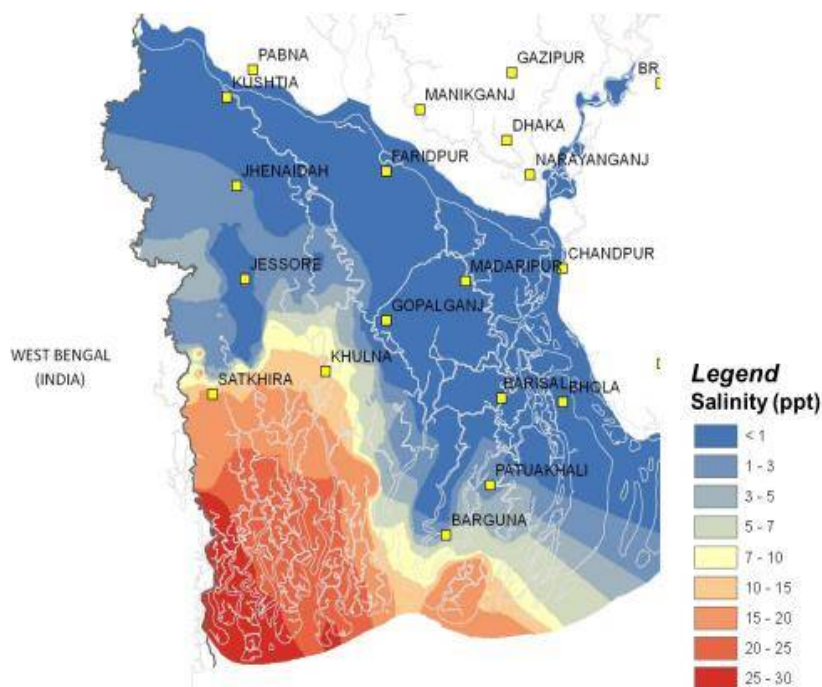 PABNA
GAZIPUR
BR
KUSHTIA
MANIKGANJ
DHAKA
FARIDPUR
NARAYANGANJ
JHENAIDAH
CHANDPUR
JESSORE
MADARIPUR
GOPALGANJ
WEST BENGAL
(INDIA)
KHULNA
SATKHIRA
BARISAL
BHOLA
PATUAKHALI
BARGUNA
Legend
Salinity (ppt)
< 1
1 - 3
3 - 5
5 - 7
7 - 10
10 - 15
15 - 20
20 - 25
25 - 30